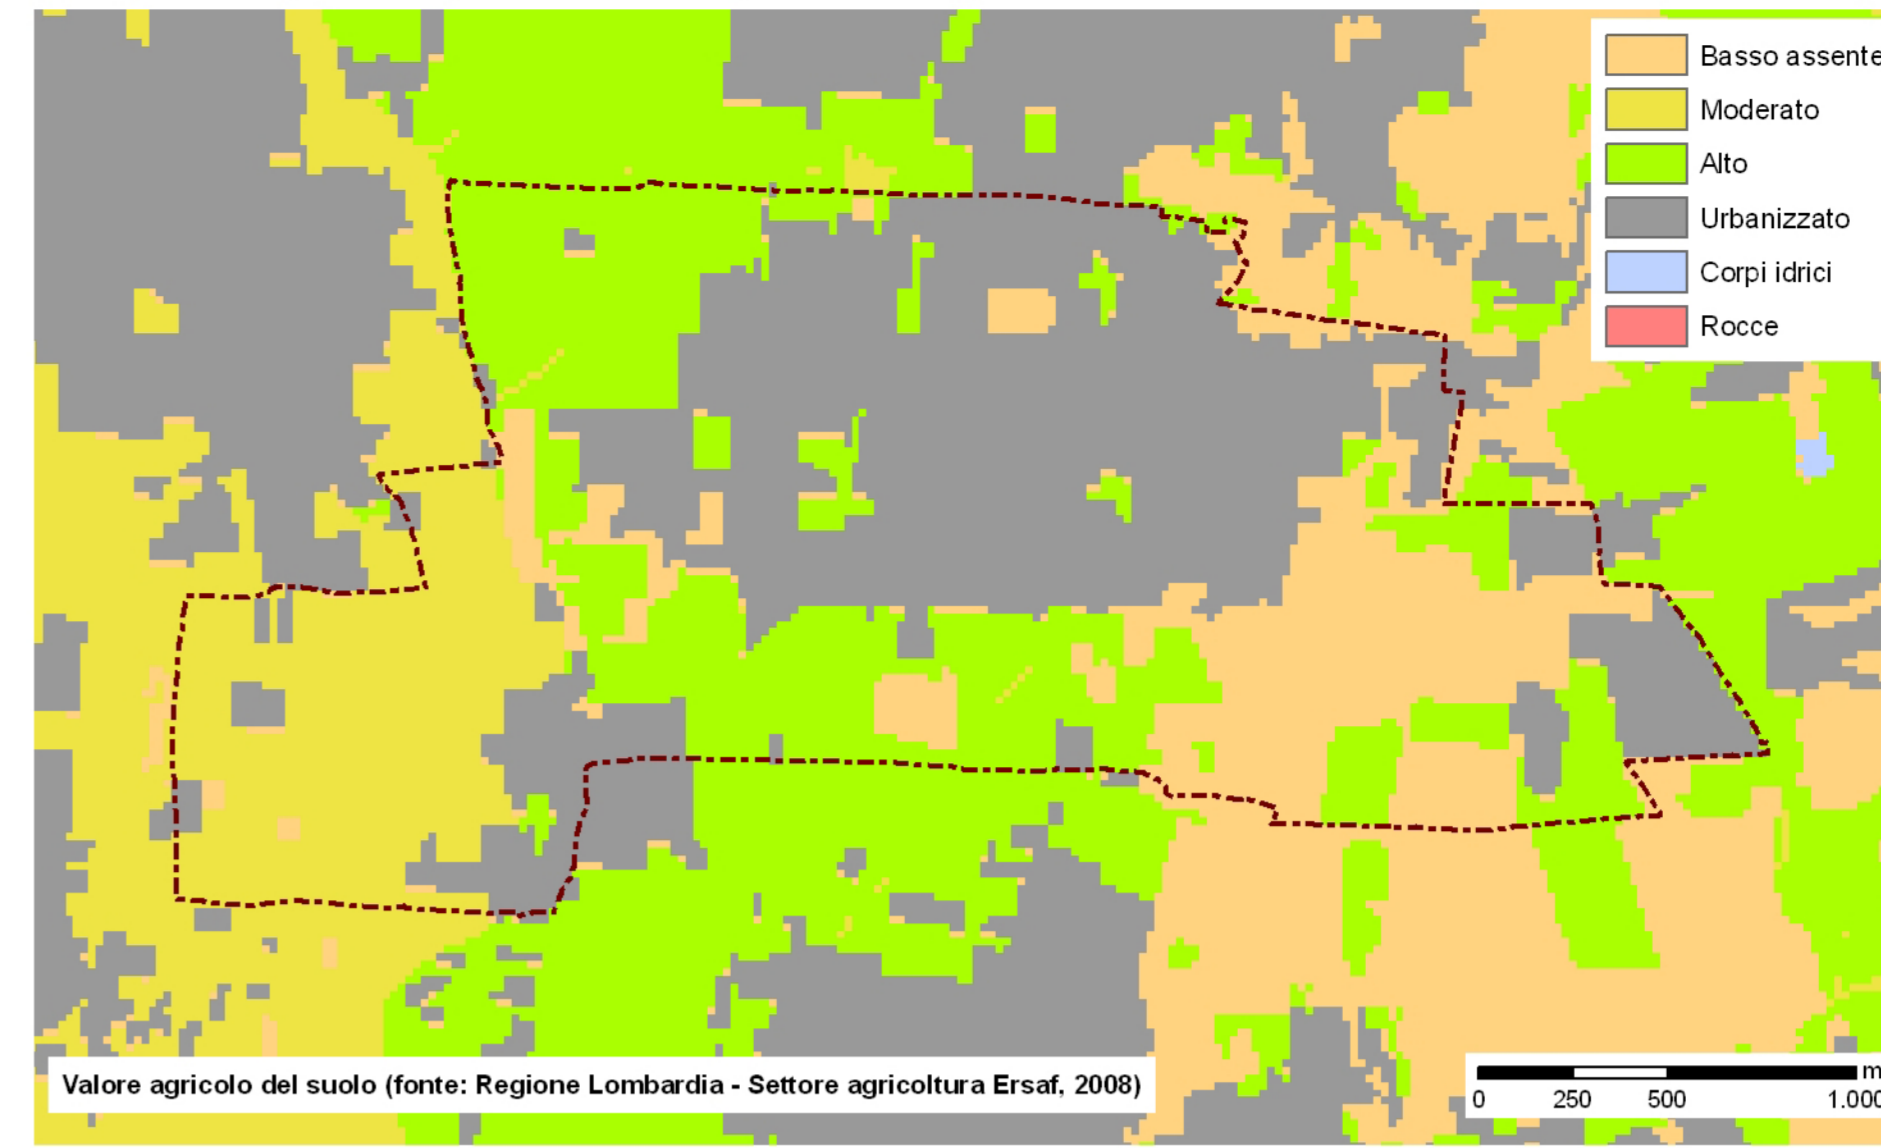 Basso assente
Moderato
Alto
Urbanizzato
Corpi idrici
Rocce
Valore agricolo del suolo (fonte: Regione Lombardia - Settore agricoltura Ersaf, 2008)
m
0 250 500 1.000